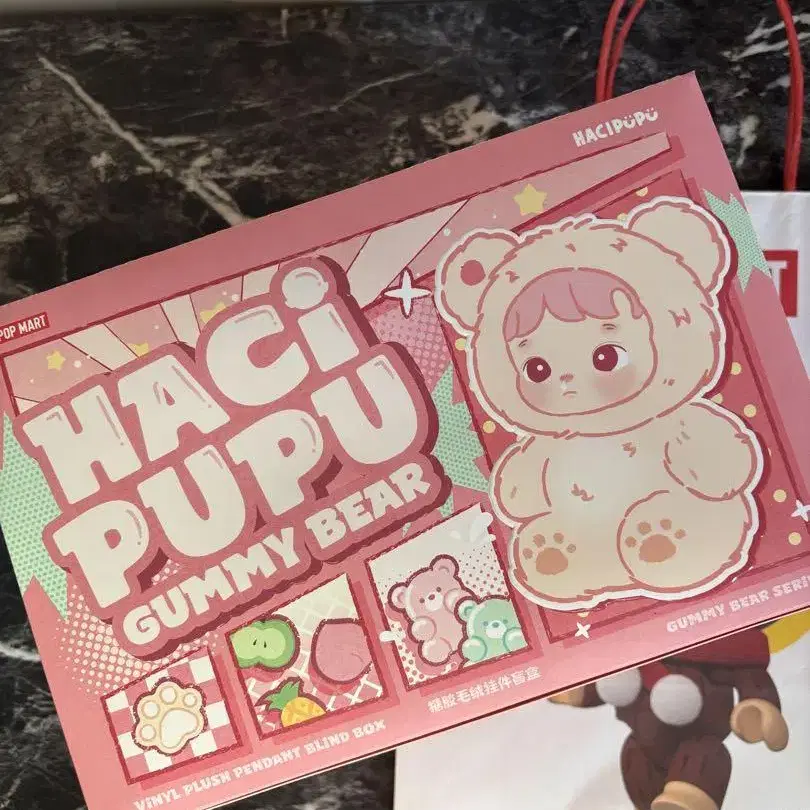 HACIPUPU
POP MART
HACI
PUPU
GUMMY BEAR
GUMMY BEAR SERI
搪胶毛绒挂件盲盒
VINYL PLUSH PENDANT BLIND BOX